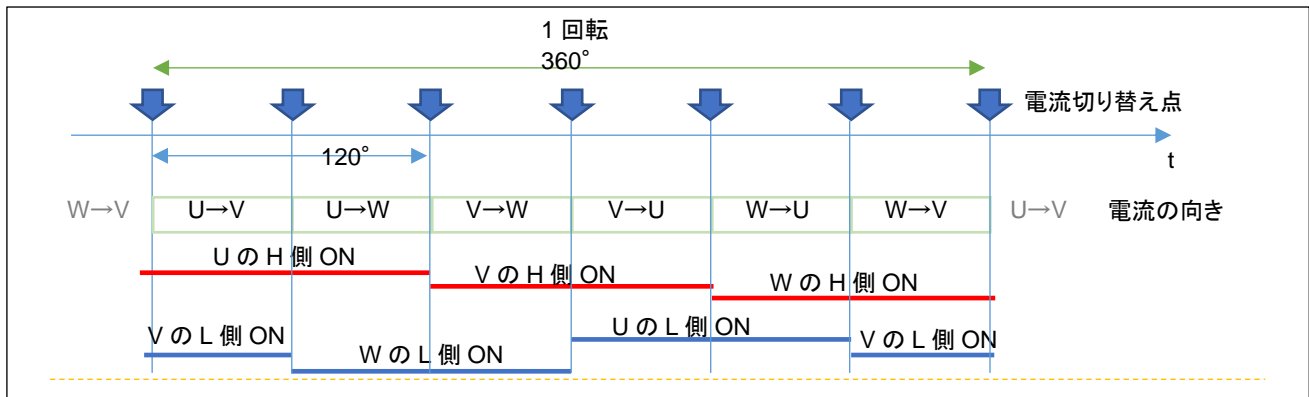 1 回転
360°
電流切り替え点
120°
t
W→V U→V U→W V→W V→U W→U W→V U→V 電流の向き
U の H 側 ON
V の H 側 ON
W の H 側 ON
V の L 側 ON
W の L 側 ON
U の L 側 ON
V の L 側 ON